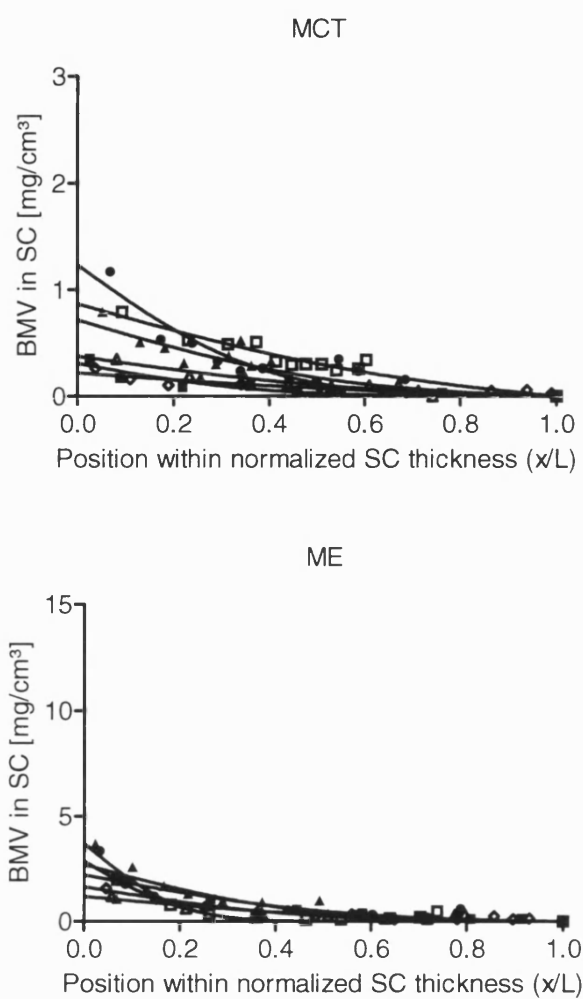 MCT
3
2
1
0
BMV in SC [mg/cm³]
0.0 0.2 0.4 0.6 0.8 1.0
Position within normalized SC thickness (x/L)
ME
15
10
5
0
BMV in SC [mg/cm³]
0.0 0.2 0.4 0.6 0.8 1.0
Position within normalized SC thickness (x/L)